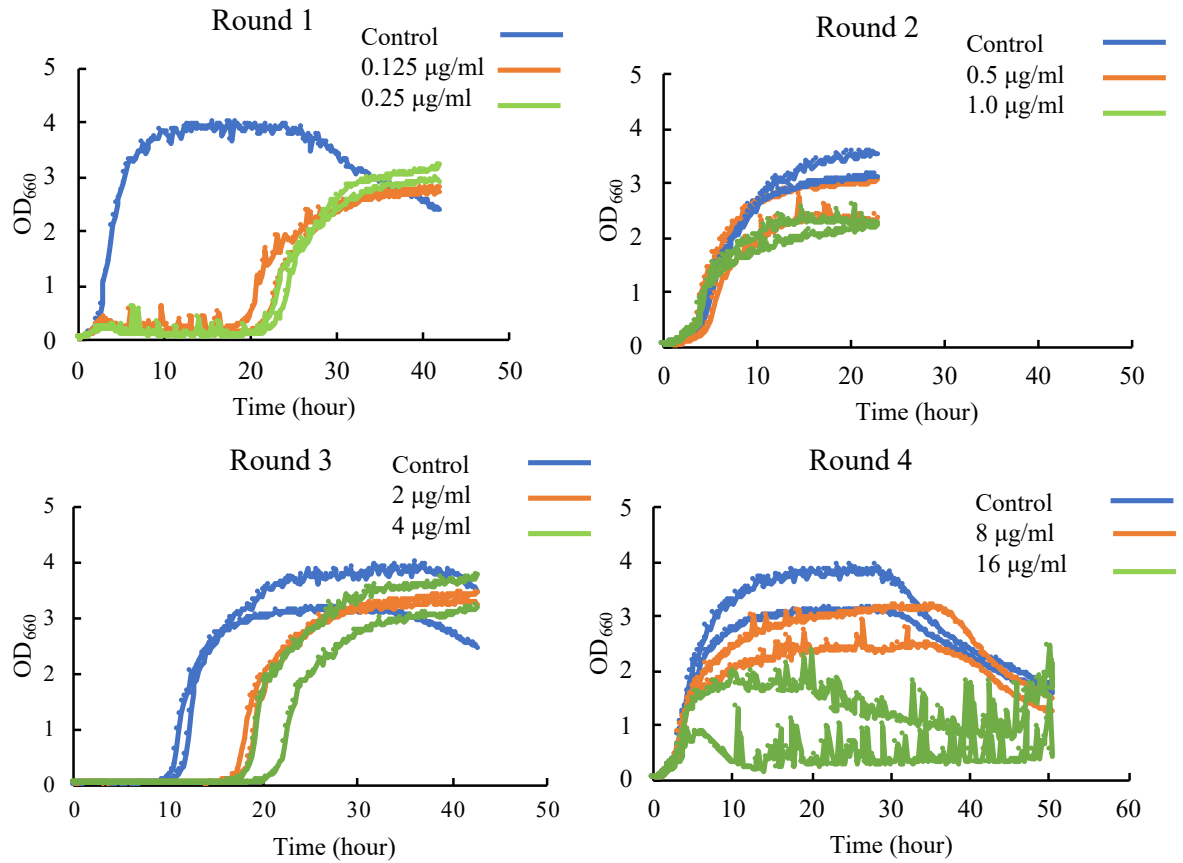 Round 1
Control
0.125 µg/ml
0.25 µg/ml
5
4
3
2
1
0
OD660
0 10 20 30 40 50
Time (hour)
Round 2
Control
0.5 µg/ml
1.0 µg/ml
5
4
3
2
1
0
OD660
0 10 20 30 40 50
Time (hour)
Round 3
Control
2 µg/ml
4 µg/ml
5
4
3
2
1
0
OD660
0 10 20 30 40 50
Time (hour)
Round 4
Control
8 µg/ml
16 µg/ml
5
4
3
2
1
0
OD660
0 10 20 30 40 50 60
Time (hour)